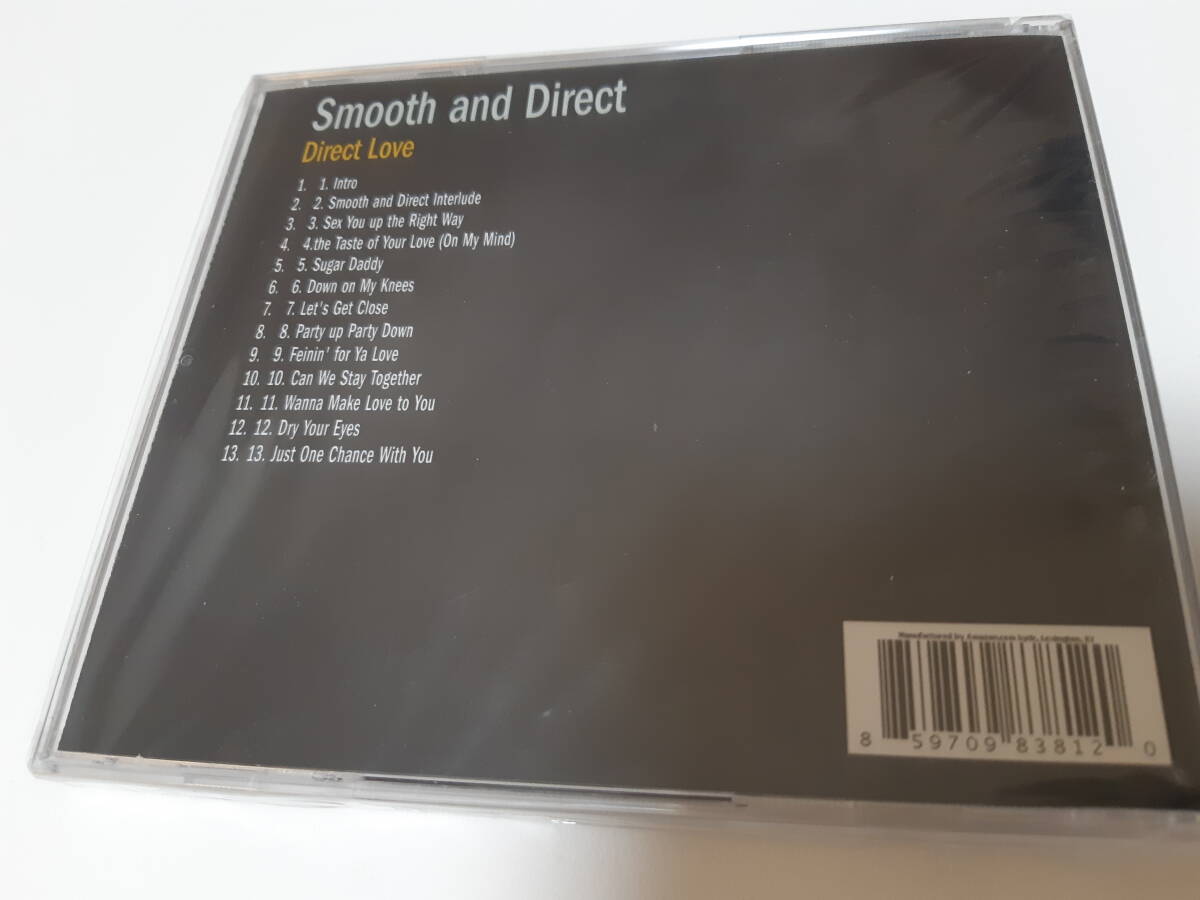 Smooth and Direct
Direct Love
1. 1. Intro
2. 2. Smooth and Direct Interlude
3. 3. Sex You up the Right Way
4. 4.the Taste of Your Love (On My Mind)
5. 5. Sugar Daddy
6. 6. Down on My Knees
7. 7. Let's Get Close
8. 8. Party up Party Down
9. 9. Feinin' for Ya Love
10. 10. Can We Stay Together
11. 11. Wanna Make Love to You
12. 12. Dry Your Eyes
13. 13. Just One Chance With You
Manufactured by Amazon.com
8 59709 83812 0